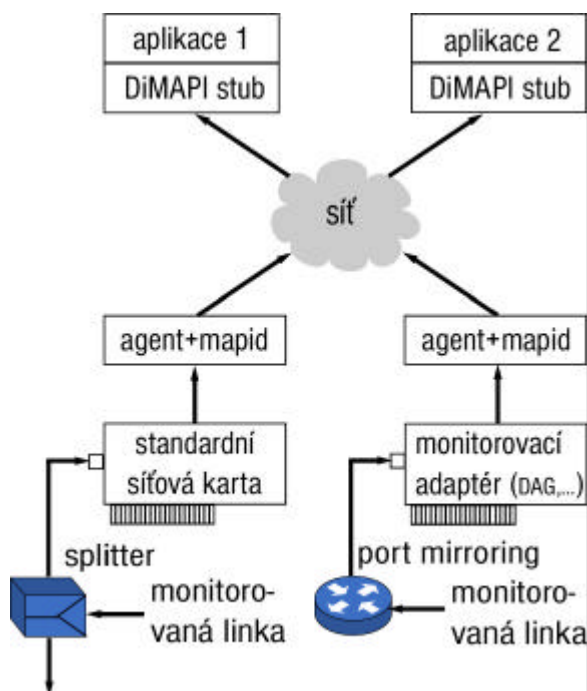 aplikace 1
DiMAPI stub
aplikace 2
DiMAPI stub
síť
agent+mapid
agent+mapid
standardní
síťová karta
monitorovací
adaptér (DAG,...)
splitter
port mirroring
monitoro-
vaná linka
monitoro-
vaná linka